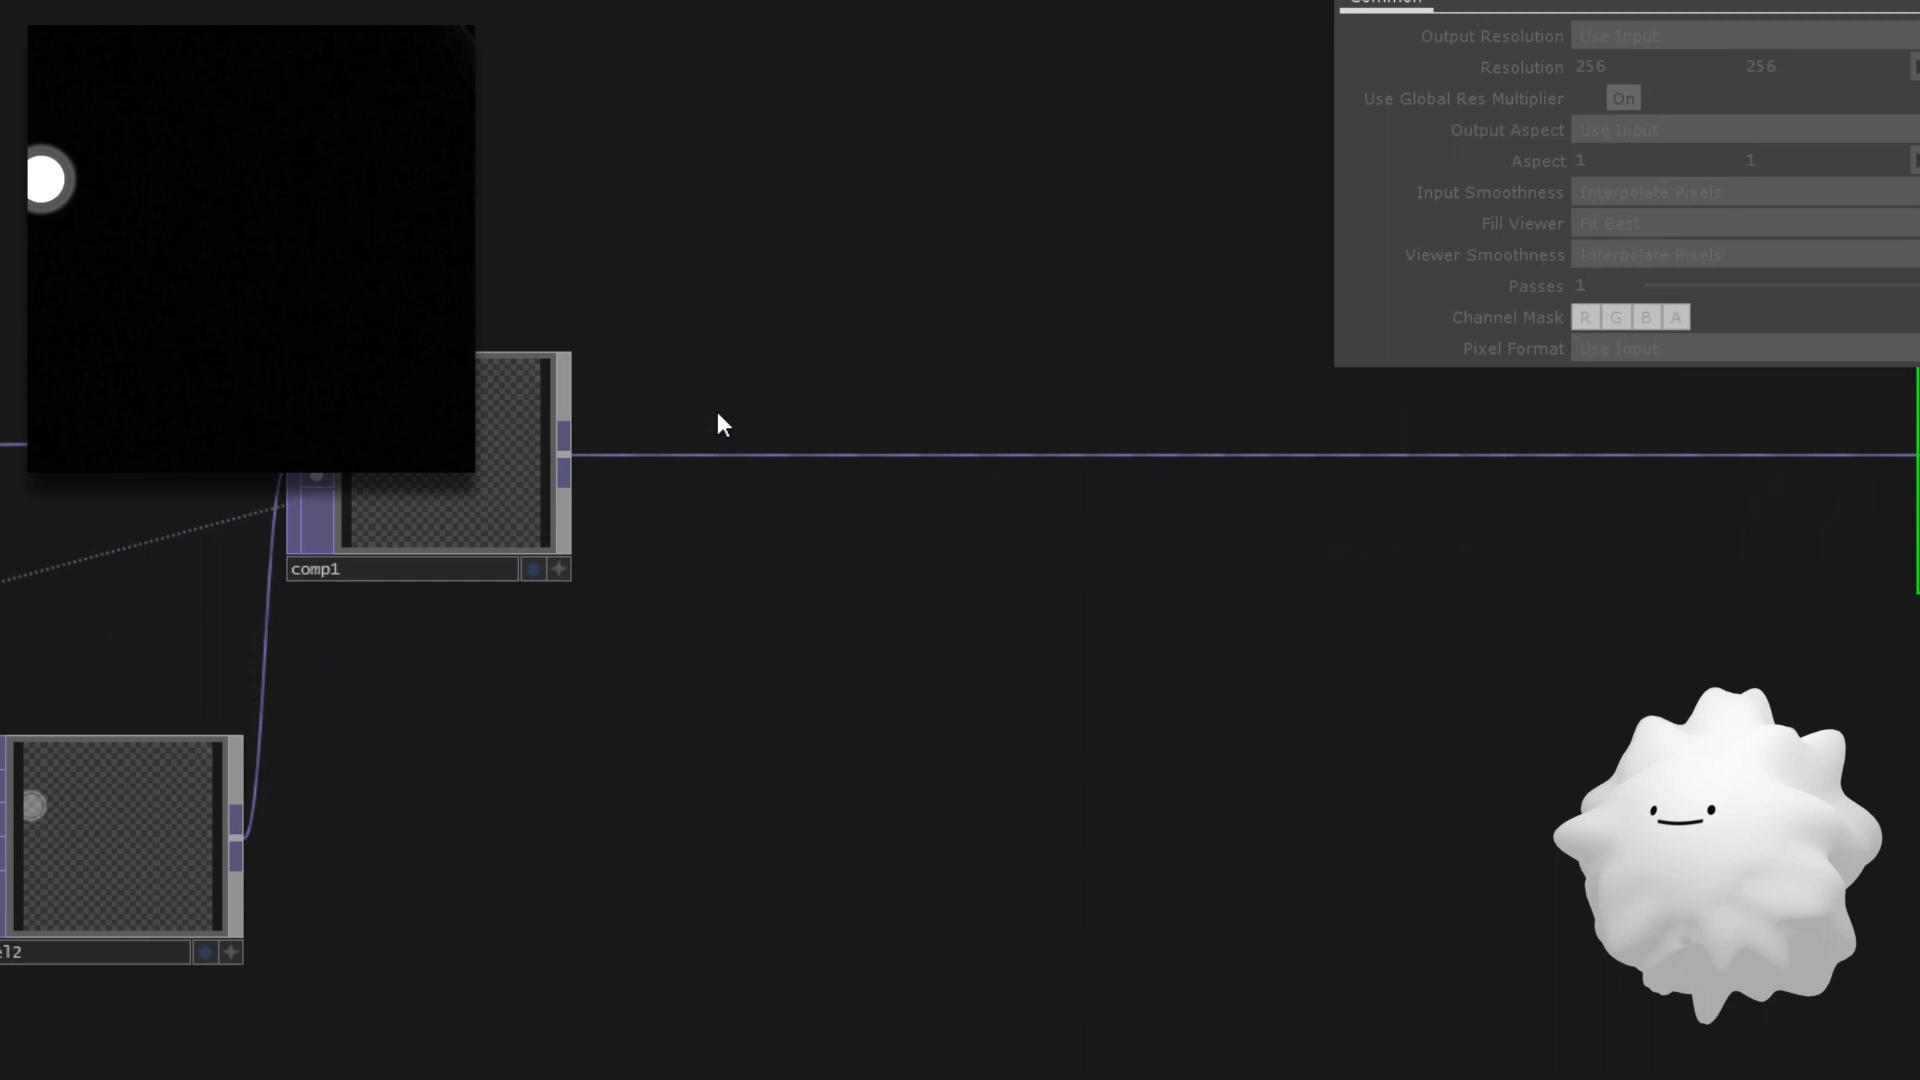 Common
Output Resolution Use Input
Resolution 256 256
Use Global Res Multiplier On
Output Aspect Use Input
Aspect 1 1
Input Smoothness Interpolate Pixels
Fill Viewer Fit Best
Viewer Smoothness Interpolate Pixels
Passes 1
Channel Mask R G B A
Pixel Format Use Input
comp1
el2